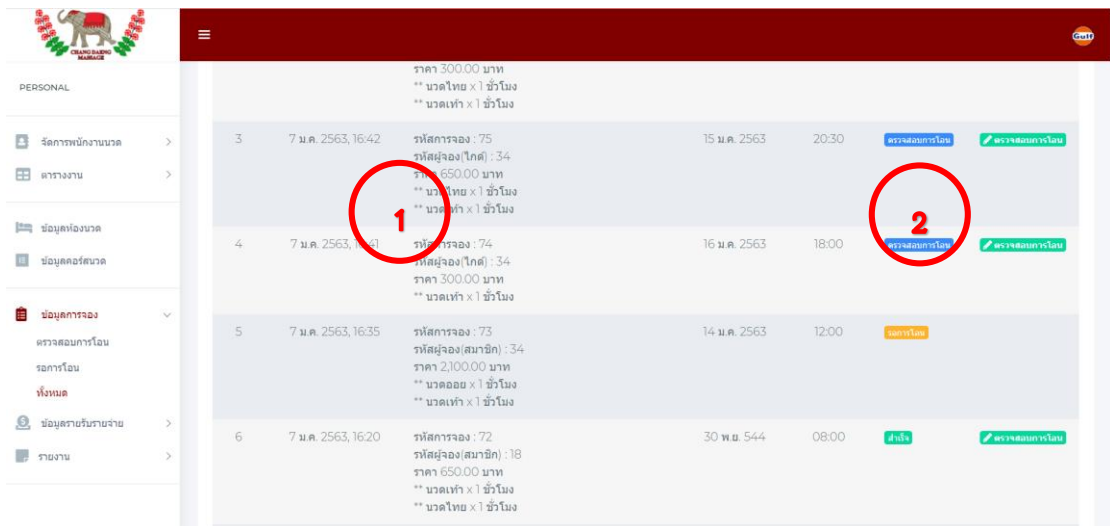 CHANG DAENG
MASSAGE
Gulf
PERSONAL
จัดการพนักงานนวด
ตารางงาน
ข้อมูลห้องนวด
ข้อมูลคอร์สนวด
ข้อมูลการจอง
ตรวจสอบการโอน
รอการโอน
ทั้งหมด
ข้อมูลรายรับรายจ่าย
รายงาน
ราคา 300.00 บาท
** นวดไทย x 1 ชั่วโมง
** นวดเท้า x 1 ชั่วโมง
3 7 ม.ค. 2563, 16:42 รหัสการจอง : 75 15 ม.ค. 2563 20:30 ตรวจสอบการโอน ตรวจสอบการโอน
รหัสผู้จอง(ไกด์) : 34
ราคา 650.00 บาท
** นวดไทย x 1 ชั่วโมง
** นวดเท้า x 1 ชั่วโมง
1
2
4 7 ม.ค. 2563, 16:41 รหัสการจอง : 74 16 ม.ค. 2563 18:00 ตรวจสอบการโอน ตรวจสอบการโอน
รหัสผู้จอง(ไกด์) : 34
ราคา 300.00 บาท
** นวดเท้า x 1 ชั่วโมง
5 7 ม.ค. 2563, 16:35 รหัสการจอง : 73 14 ม.ค. 2563 12:00 รอการโอน
รหัสผู้จอง(สมาชิก) : 34
ราคา 2,100.00 บาท
** นวดออย x 1 ชั่วโมง
** นวดเท้า x 1 ชั่วโมง
6 7 ม.ค. 2563, 16:20 รหัสการจอง : 72 30 พ.ย. 544 08:00 สำเร็จ ตรวจสอบการโอน
รหัสผู้จอง(สมาชิก) : 18
ราคา 650.00 บาท
** นวดเท้า x 1 ชั่วโมง
** นวดไทย x 1 ชั่วโมง